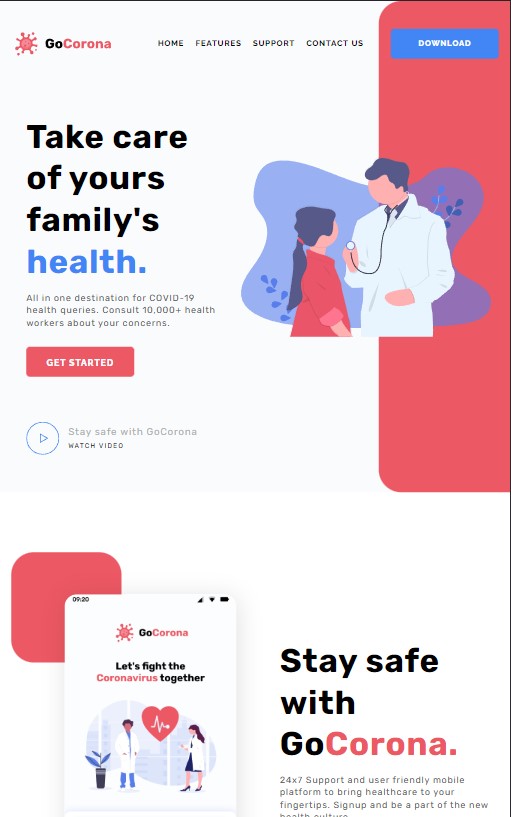 GoCorona
HOME FEATURES SUPPORT CONTACT US
DOWNLOAD
Take care
of yours
family's
health.
All in one destination for COVID-19
health queries. Consult 10,000+ health
workers about your concerns.
GET STARTED
Stay safe with GoCorona
WATCH VIDEO
09:20
GoCorona
Let's fight the
Coronavirus together
Stay safe
with
GoCorona.
24x7 Support and user friendly mobile
platform to bring healthcare to your
fingertips. Signup and be a part of the new
health culture.